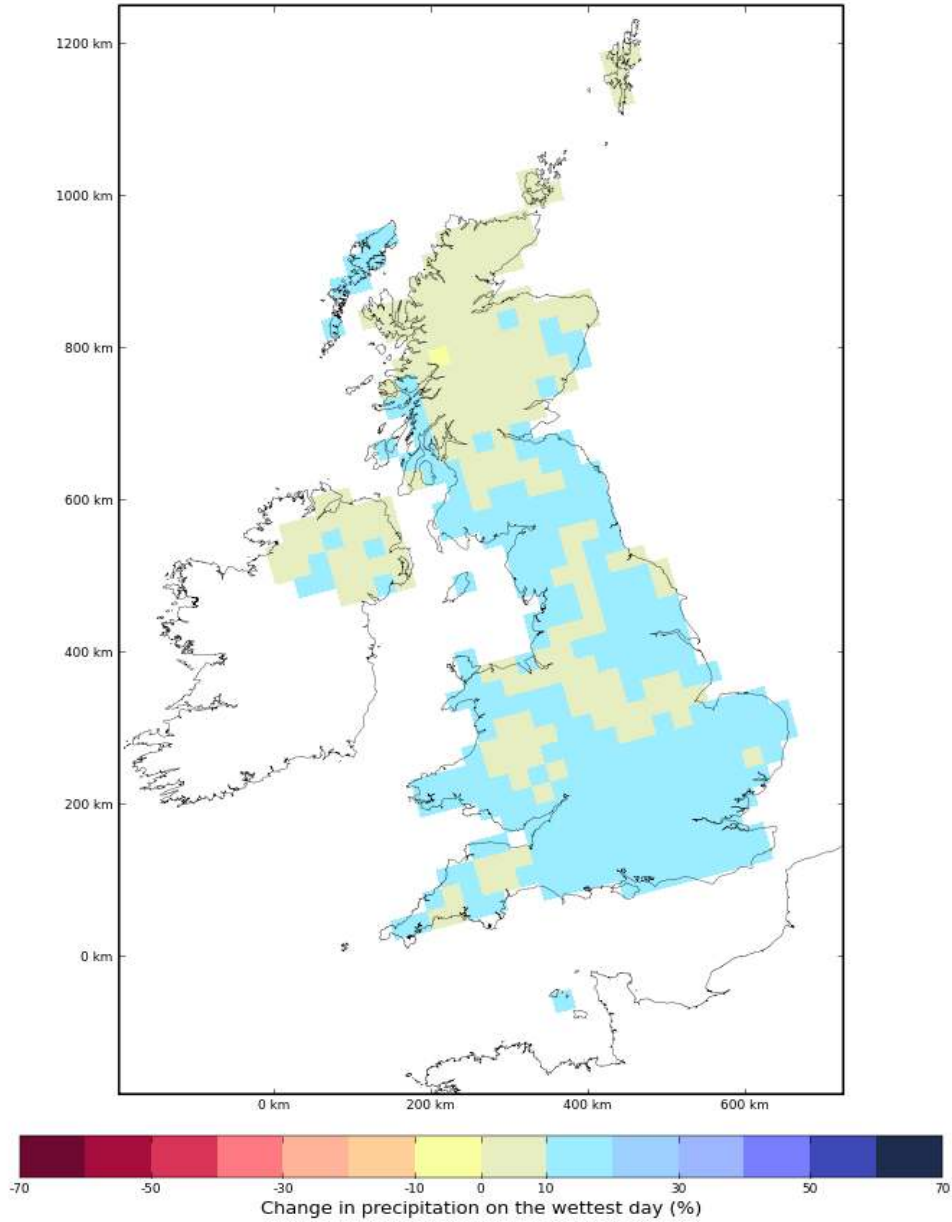 1200 km
1000 km
800 km
600 km
400 km
200 km
0 km
0 km 200 km 400 km 600 km
-70 -50 -30 -10 0 10 30 50 70
Change in precipitation on the wettest day (%)